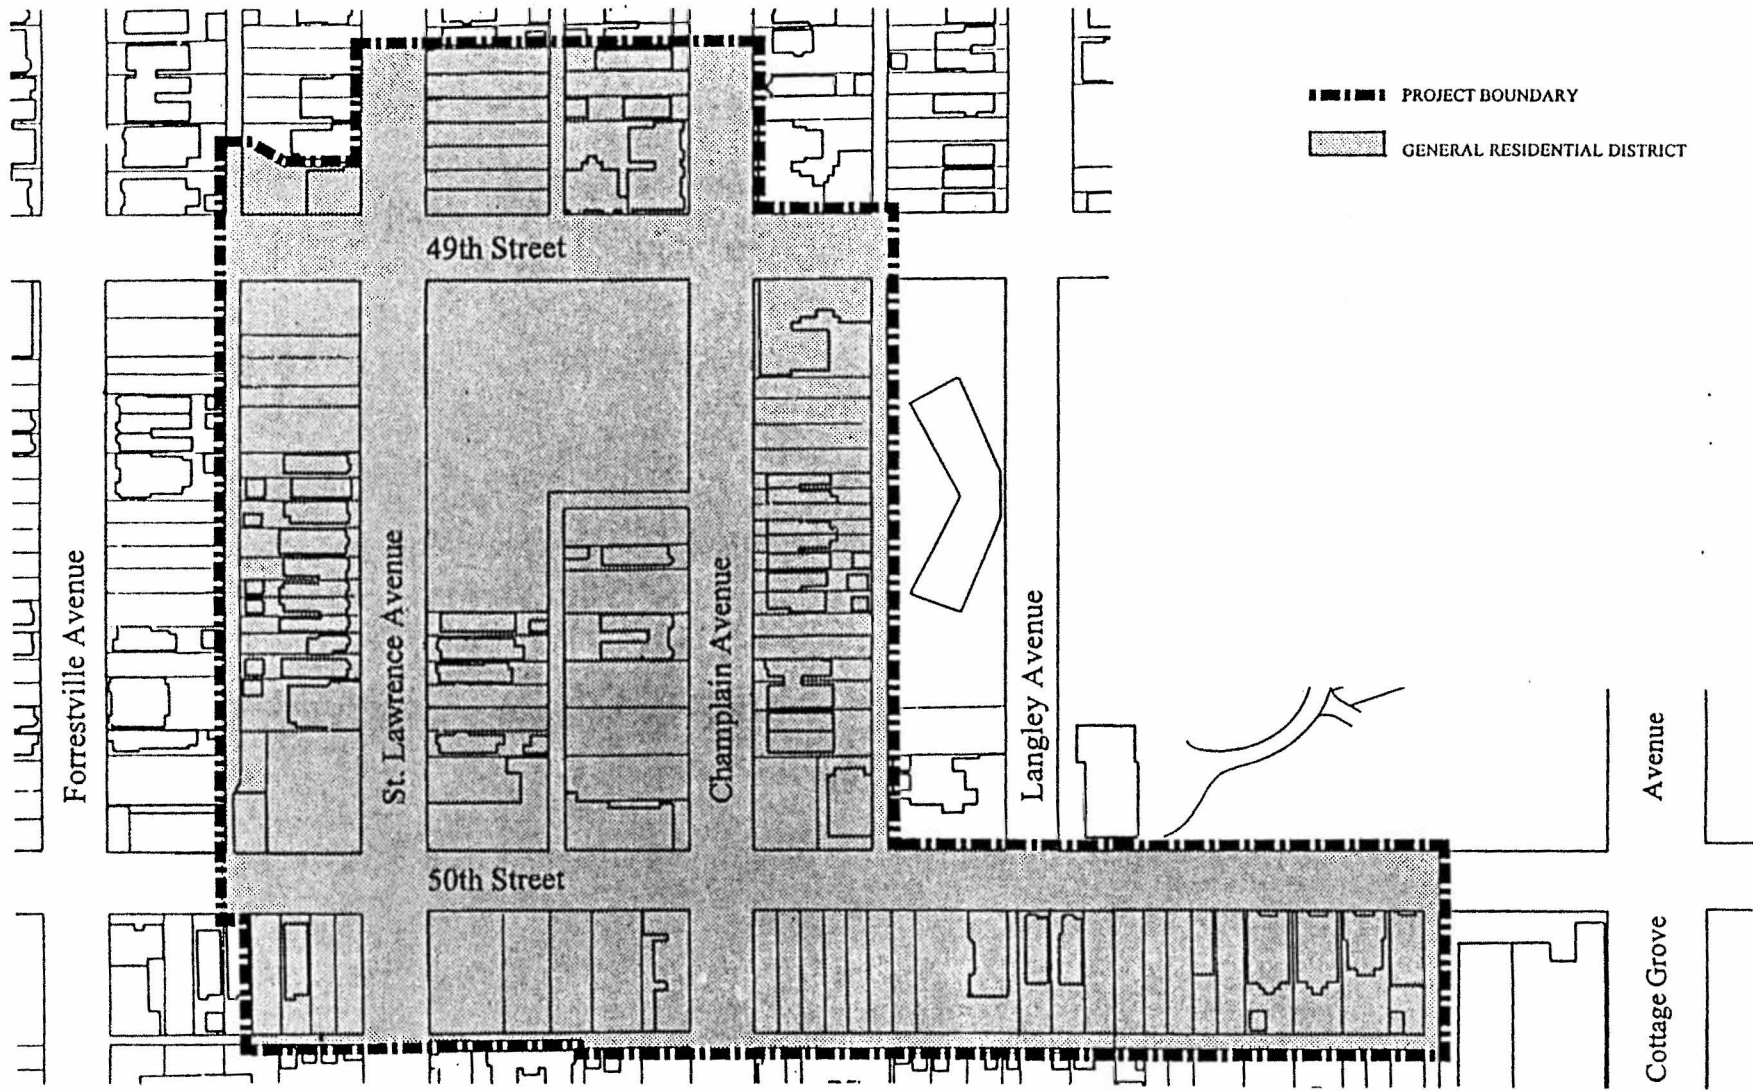 PROJECT BOUNDARY
GENERAL RESIDENTIAL DISTRICT
49th Street
Forrestville Avenue
St. Lawrence Avenue
Champlain Avenue
Langley Avenue
Avenue
50th Street
Cottage Grove